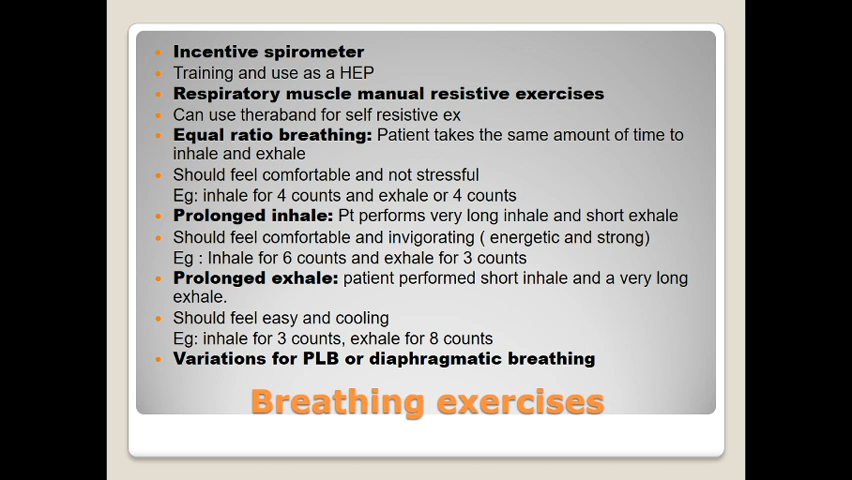 Incentive spirometer
Training and use as a HEP
Respiratory muscle manual resistive exercises
Can use theraband for self resistive ex
Equal ratio breathing: Patient takes the same amount of time to
inhale and exhale
Should feel comfortable and not stressful
Eg: inhale for 4 counts and exhale or 4 counts
Prolonged inhale: Pt performs very long inhale and short exhale
Should feel comfortable and invigorating ( energetic and strong)
Eg : Inhale for 6 counts and exhale for 3 counts
Prolonged exhale: patient performed short inhale and a very long
exhale.
Should feel easy and cooling
Eg: inhale for 3 counts, exhale for 8 counts
Variations for PLB or diaphragmatic breathing
Breathing exercises